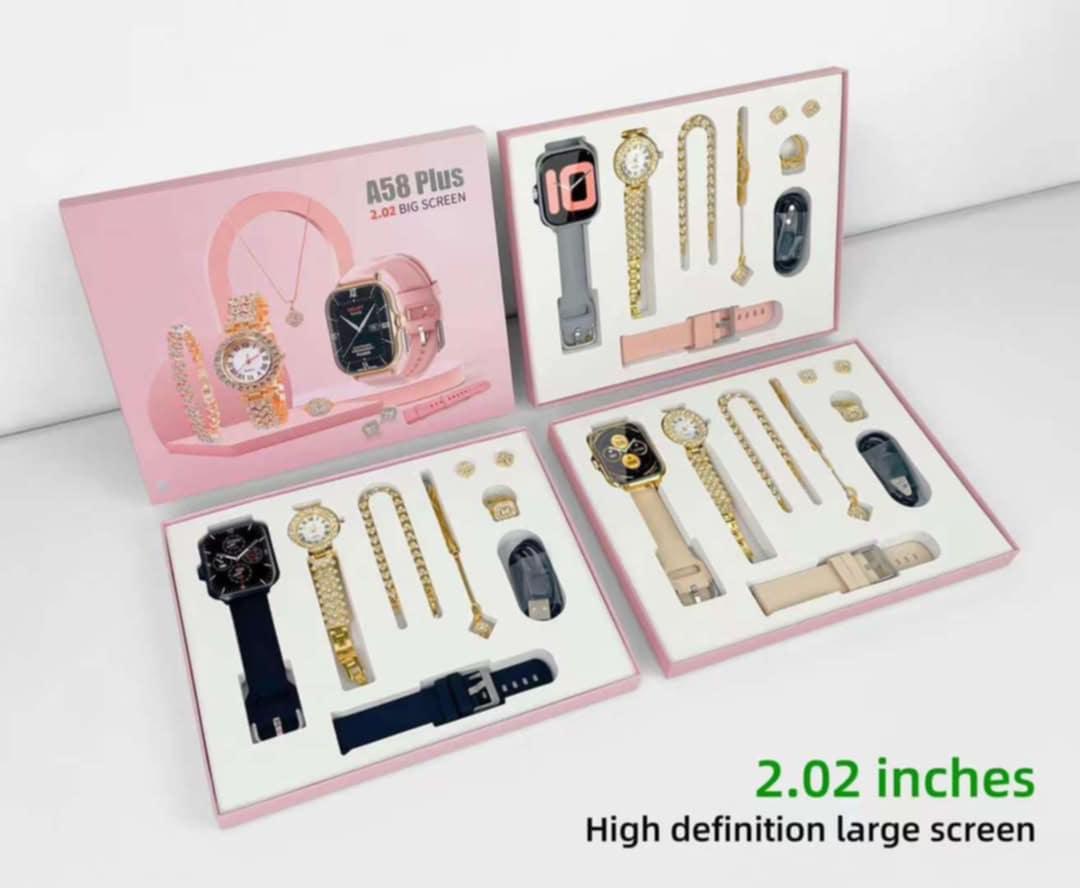 A58 Plus
2.02 BIG SCREEN
10
2.02 inches
High definition large screen